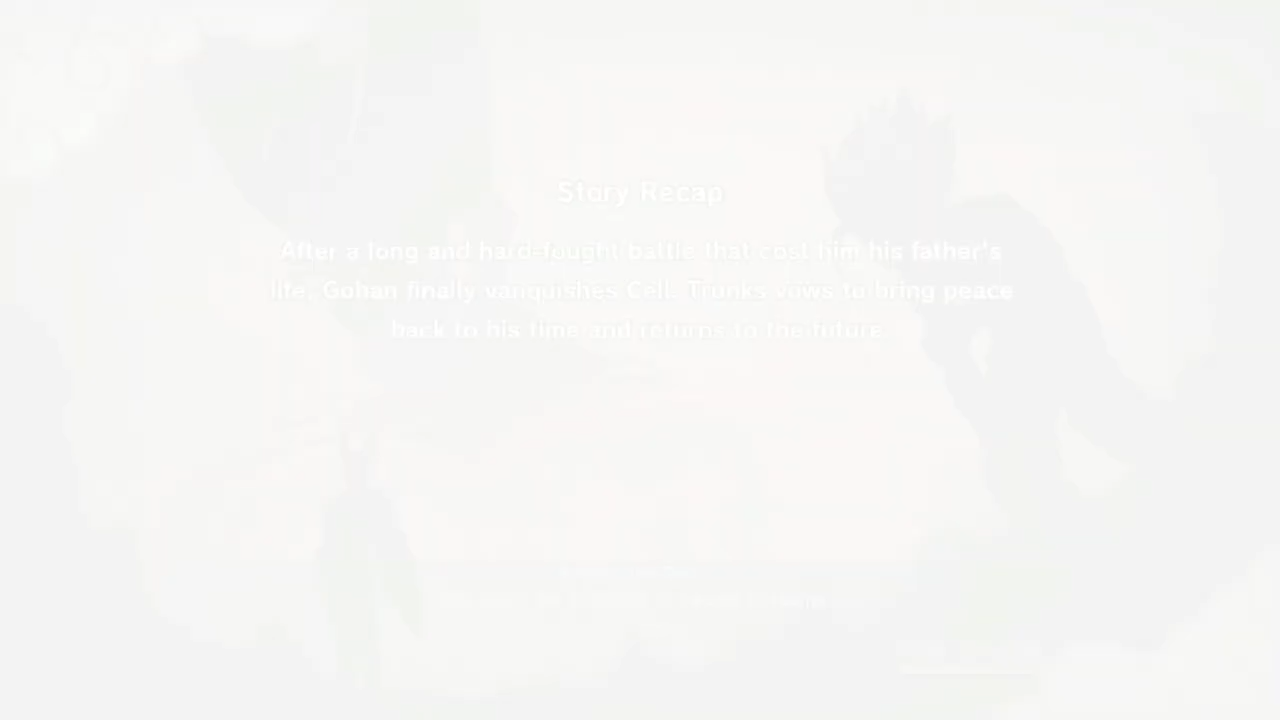 Story Recap
After a long and hard-fought battle that cost him his father's
life, Gohan finally vanquishes Cell. Trunks vows to bring peace
back to his time and returns to the future.